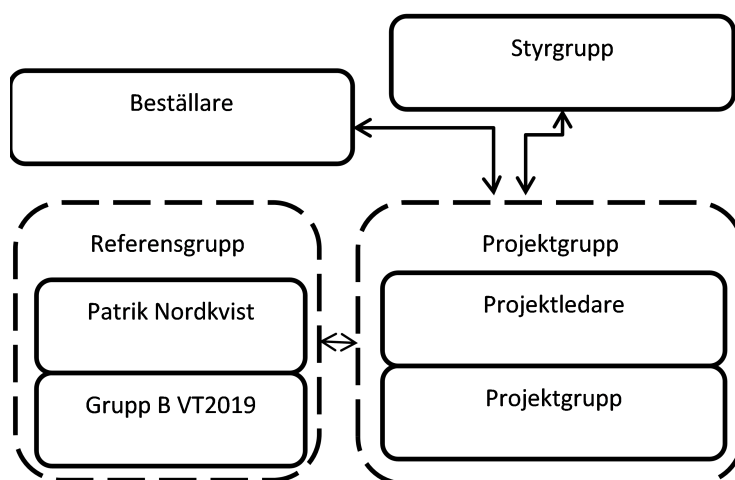 Styrgrupp
Beställare
Referensgrupp
Patrik Nordkvist
Grupp B VT2019
Projektgrupp
Projektledare
Projektgrupp